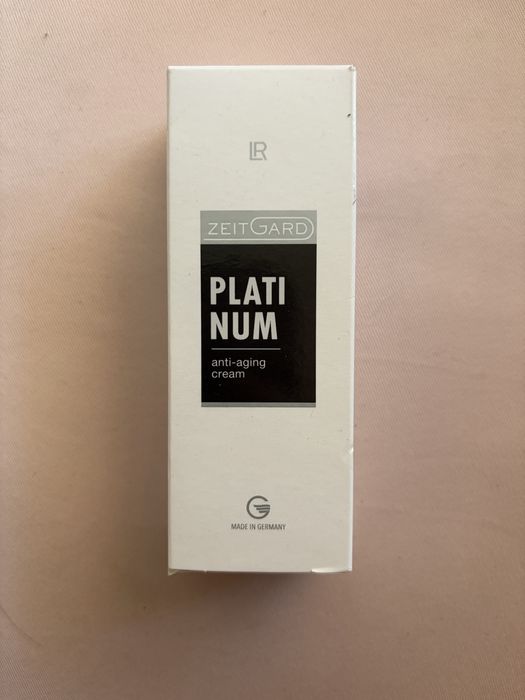 LR
ZEITGARD
PLATI
NUM
anti-aging
cream
G
MADE IN GERMANY